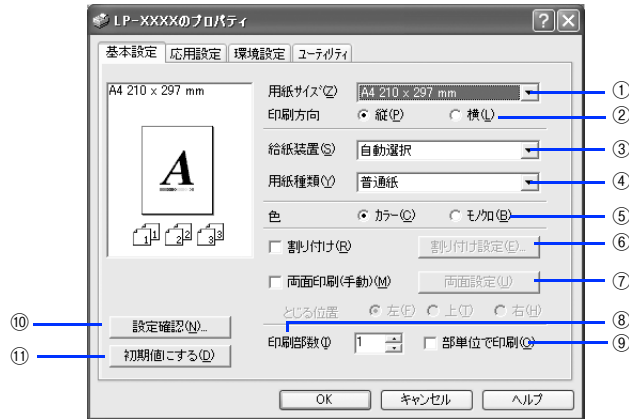 LP-XXXXのプロパティ
基本設定 応用設定 環境設定 ユーティリティ
A4 210 x 297 mm
A
1 1 2 2 3 3
用紙サイズ(Z) A4 210 x 297 mm ①
印刷方向 縦(P) 横(L) ②
給紙装置(S) 自動選択 ③
用紙種類(Y) 普通紙 ④
色 カラー(C) モノクロ(B) ⑤
割り付け(R) 割り付け設定(E)... ⑥
両面印刷(手動)(M) 両面設定(U) ⑦
とじる位置 左(F) 上(T) 右(H)
⑧
印刷部数(I) 1 部単位で印刷(O) ⑨
⑩ 設定確認(N)...
⑪ 初期値にする(D)
OK キャンセル ヘルプ